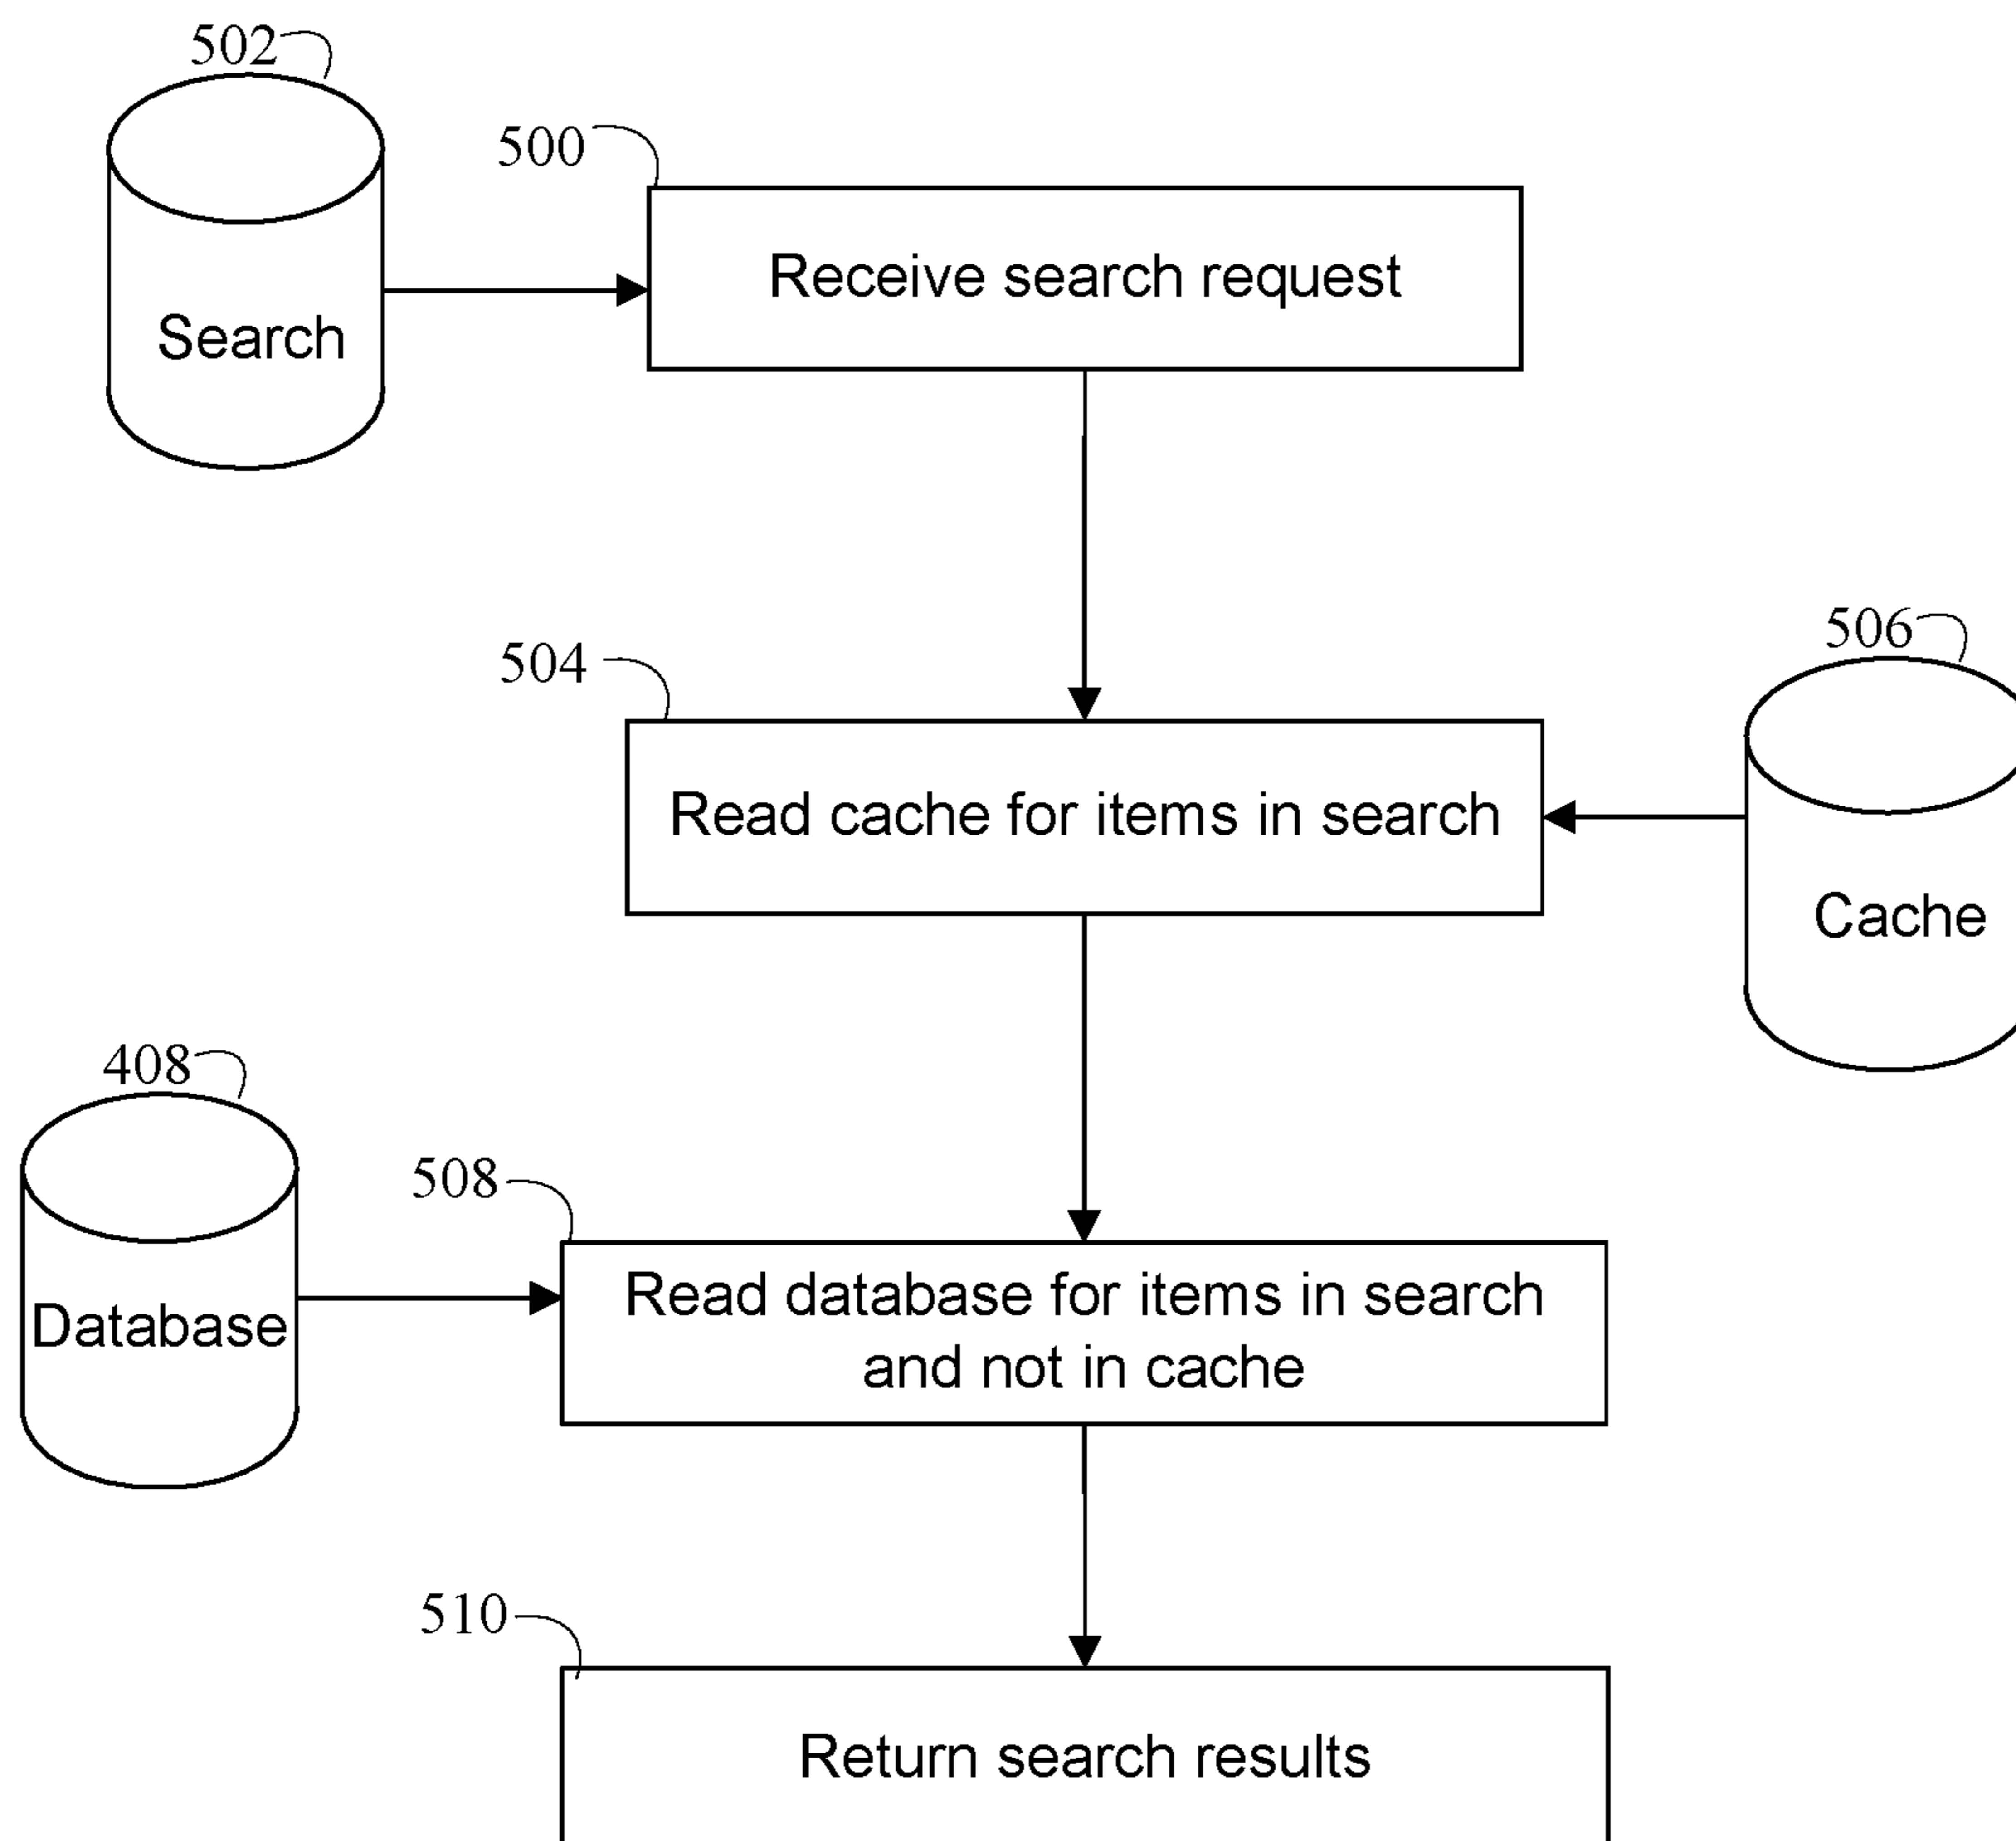 502
500
Receive search request
Search
504
506
Read cache for items in search
Cache
408
508
Read database for items in search
and not in cache
Database
510
Return search results